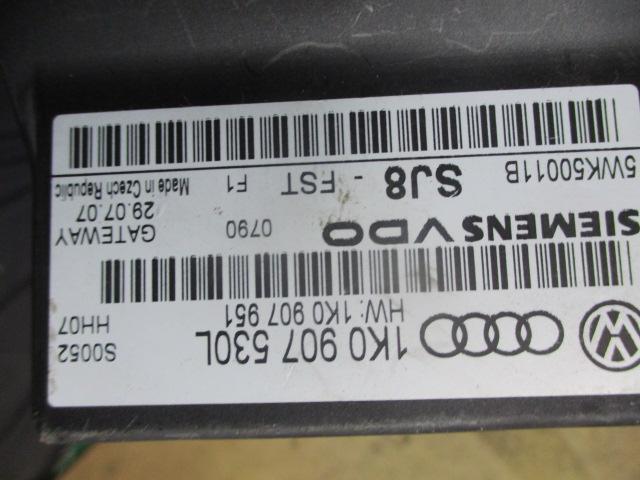 1K0 907 530L
HW: 1K0 907 951
S0052
HH07
SIEMENS VDO
0790
GATEWAY
29.07.07
5WK50011B
SJ8 - FST F1
Made in Czech Republic